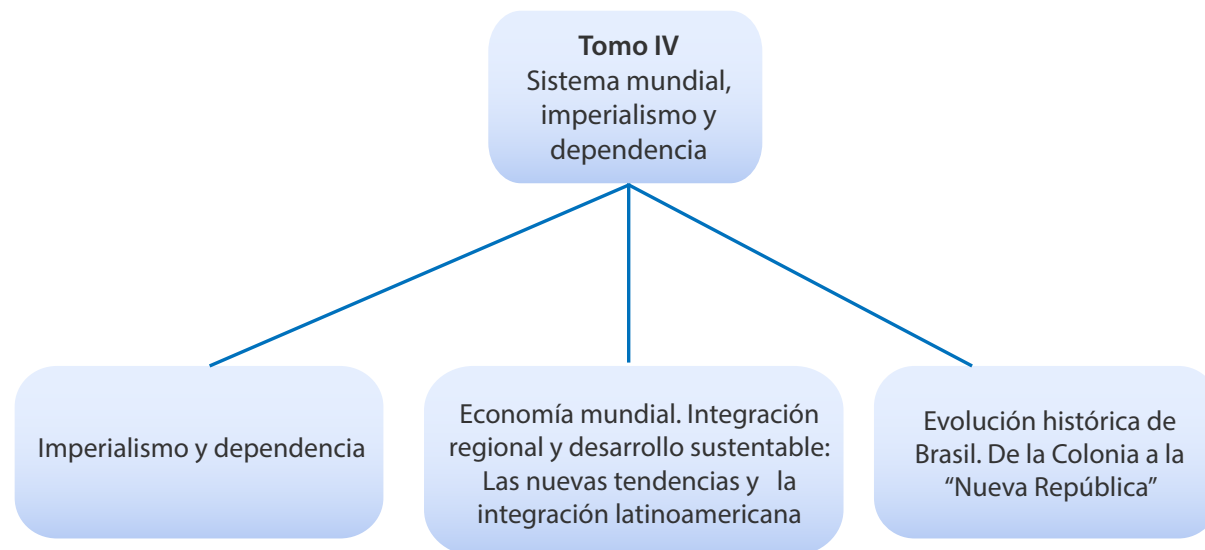 Tomo IV
Sistema mundial,
imperialismo y
dependencia
Imperialismo y dependencia
Economía mundial. Integración
regional y desarrollo sustentable:
Las nuevas tendencias y la
integración latinoamericana
Evolución histórica de
Brasil. De la Colonia a la
“Nueva República”